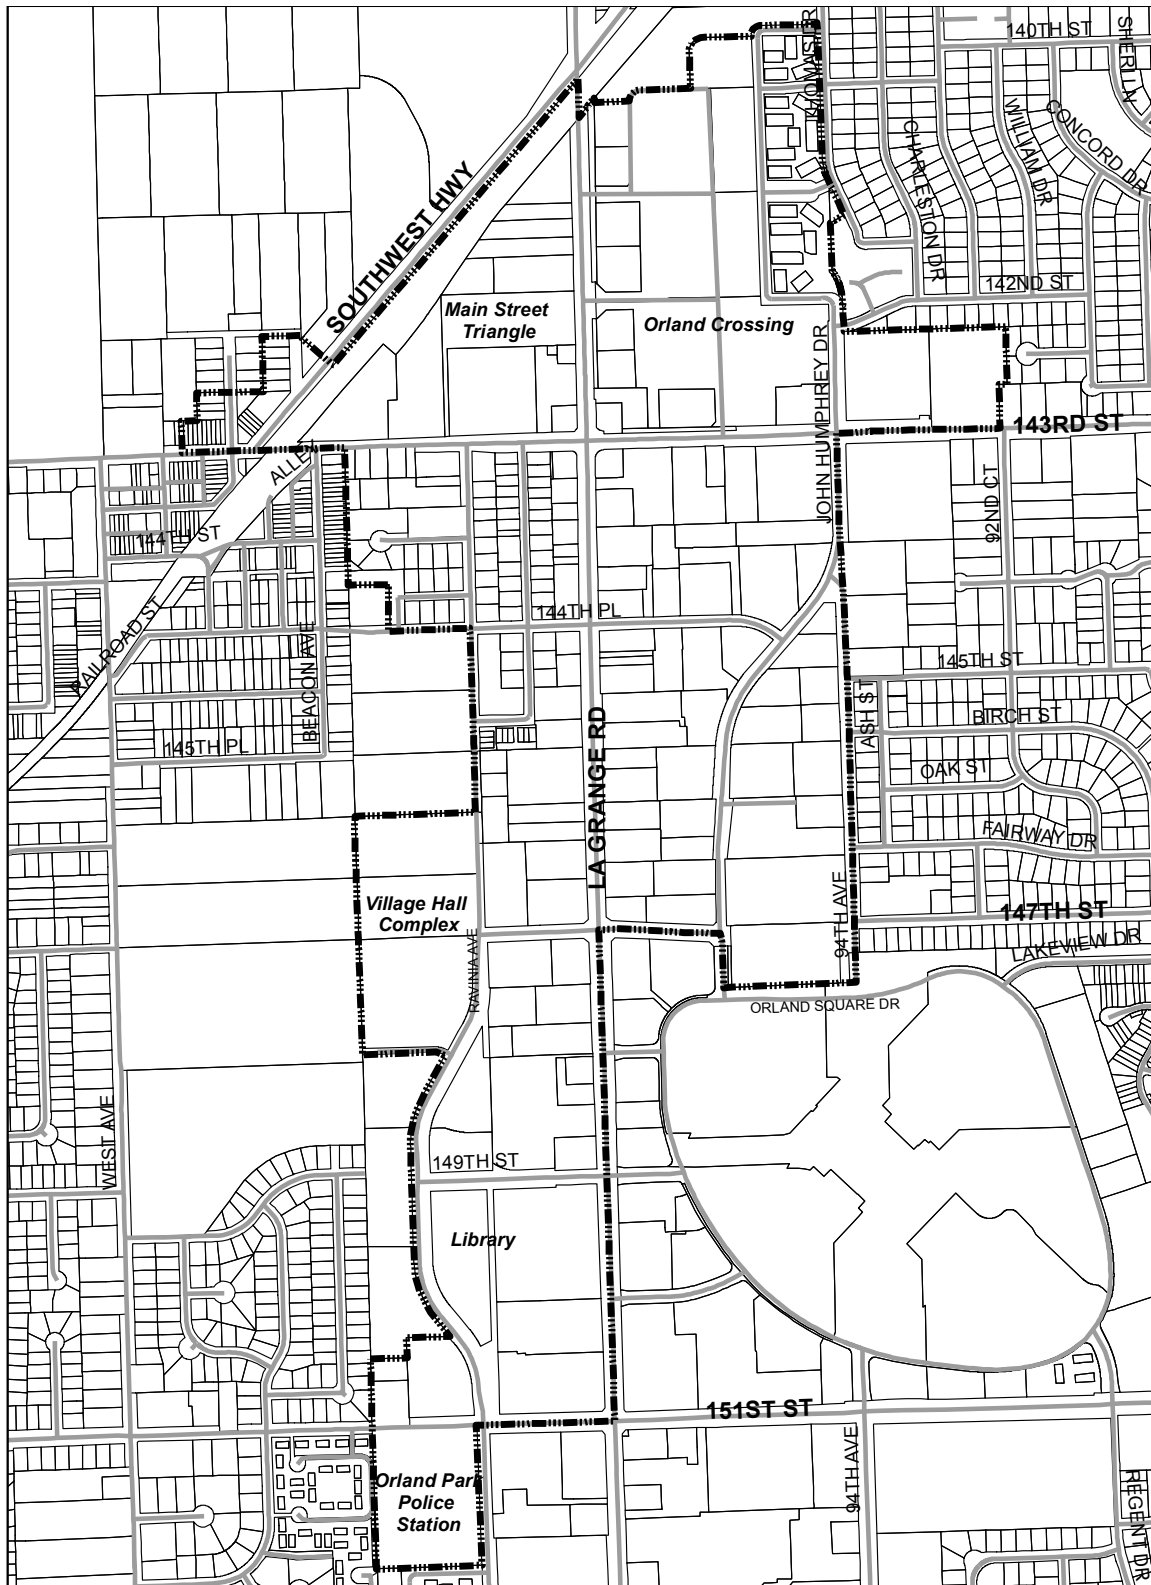 140TH ST
SHERI LN
THOMAS DR
CONCORD DR
WILLIAM DR
CHARLESTON DR
SOUTHWEST HWY
142ND ST
Main Street
Triangle
Orland Crossing
JOHN HUMPHREY DR
143RD ST
ALLEY
92ND CT
144TH ST
RAILROAD ST
144TH PL
BEACON AVE
145TH ST
ASH ST
BIRCH ST
145TH PL
LA GRANGE RD
OAK ST
FAIRWAY DR
94TH AVE
147TH ST
Village Hall
Complex
RAVINIA AVE
LAKEVIEW DR
ORLAND SQUARE DR
WEST AVE
149TH ST
Library
151ST ST
94TH AVE
Orland Park
Police
Station
REGENT DR